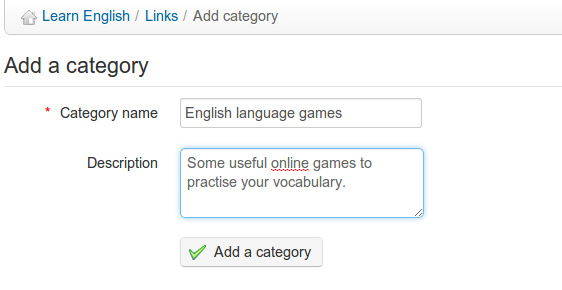 Learn English / Links / Add category
Add a category
* Category name English language games
Description Some useful online games to
practise your vocabulary.
Add a category